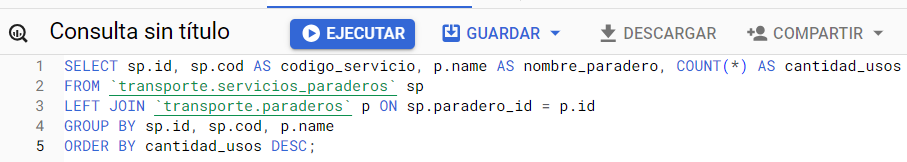 Consulta sin título EJECUTAR GUARDAR DESCARGAR COMPARTIR
1 SELECT sp.id, sp.cod AS codigo_servicio, p.name AS nombre_paradero, COUNT(*) AS cantidad_usos
2 FROM `transporte.servicios_paraderos` sp
3 LEFT JOIN `transporte.paraderos` p ON sp.paradero_id = p.id
4 GROUP BY sp.id, sp.cod, p.name
5 ORDER BY cantidad_usos DESC;